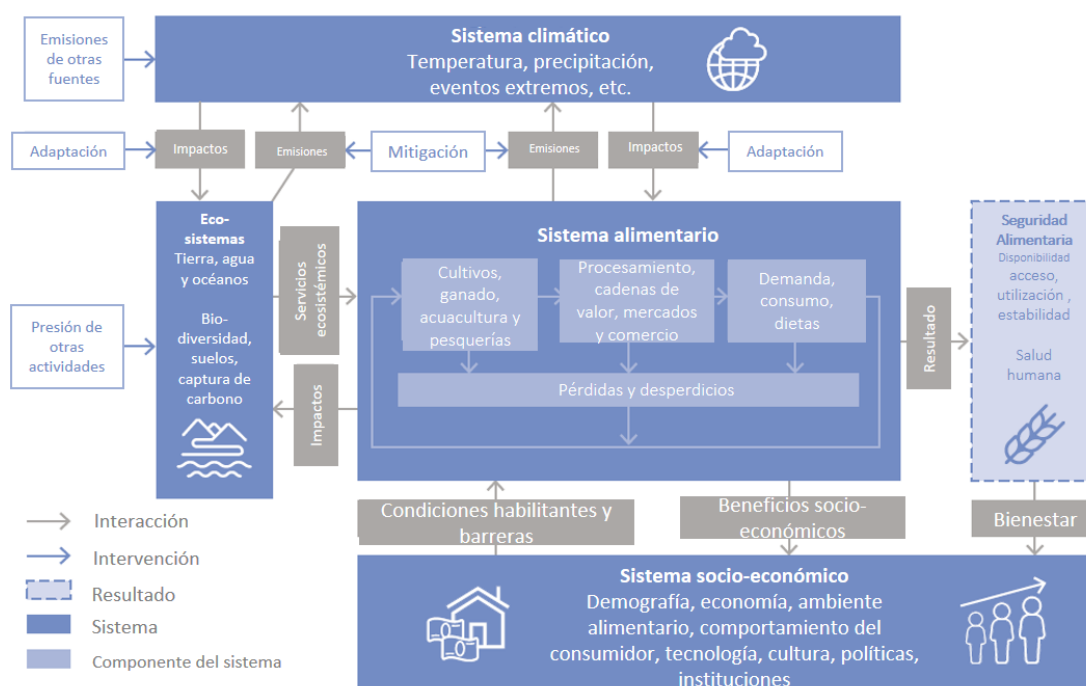 Emisiones
de otras
fuentes
Sistema climático
Temperatura, precipitación,
eventos extremos, etc.
Adaptación
Impactos
Emisiones
Mitigación
Emisiones
Impactos
Adaptación
Eco-
sistemas
Tierra, agua
y océanos
Bio-
diversidad,
suelos,
captura de
carbono
Presión de
otras
actividades
Servicios
ecosistémicos
Impactos
Sistema alimentario
Cultivos,
ganado,
acuacultura y
pesquerías
Procesamiento,
cadenas de
valor, mercados
y comercio
Demanda,
consumo,
dietas
Pérdidas y desperdicios
Resultado
Seguridad
Alimentaria
Disponibilidad
acceso,
utilización ,
estabilidad
Salud
humana
Condiciones habilitantes y
barreras
Beneficios socio-
económicos
Bienestar
Sistema socio-económico
Demografía, economía, ambiente
alimentario, comportamiento del
consumidor, tecnología, cultura, políticas,
instituciones
Interacción
Intervención
Resultado
Sistema
Componente del sistema